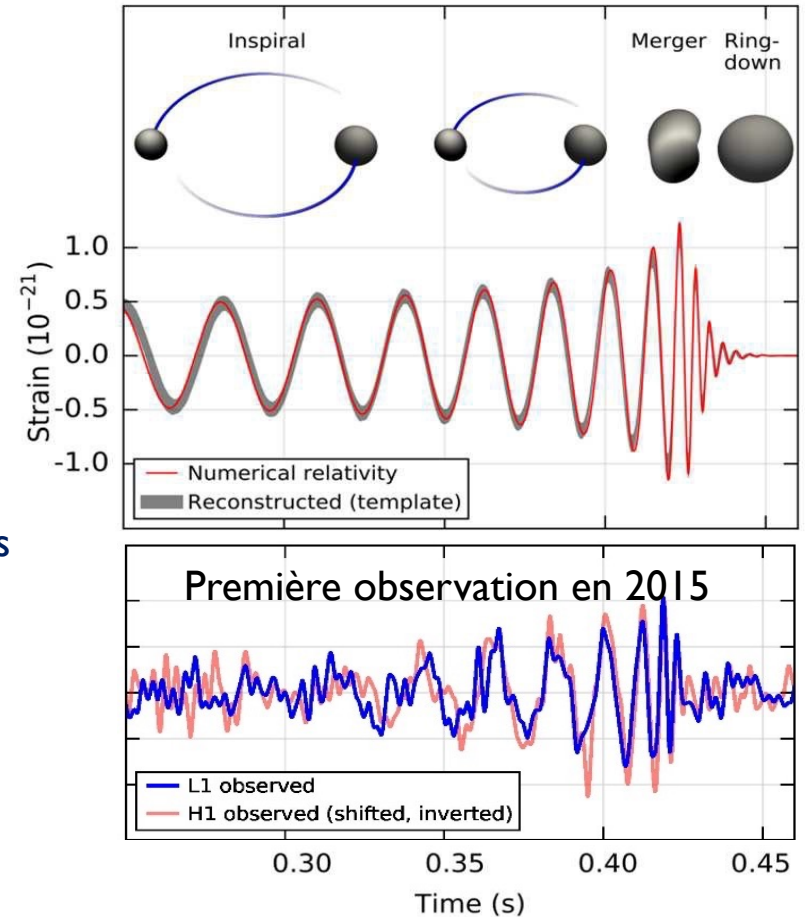 Inspiral
Merger
Ring-
down
1.0
0.5
0.0
-0.5
-1.0
Strain (10⁻²¹)
Numerical relativity
Reconstructed (template)
s
Première observation en 2015
L1 observed
H1 observed (shifted, inverted)
0.30 0.35 0.40 0.45
Time (s)